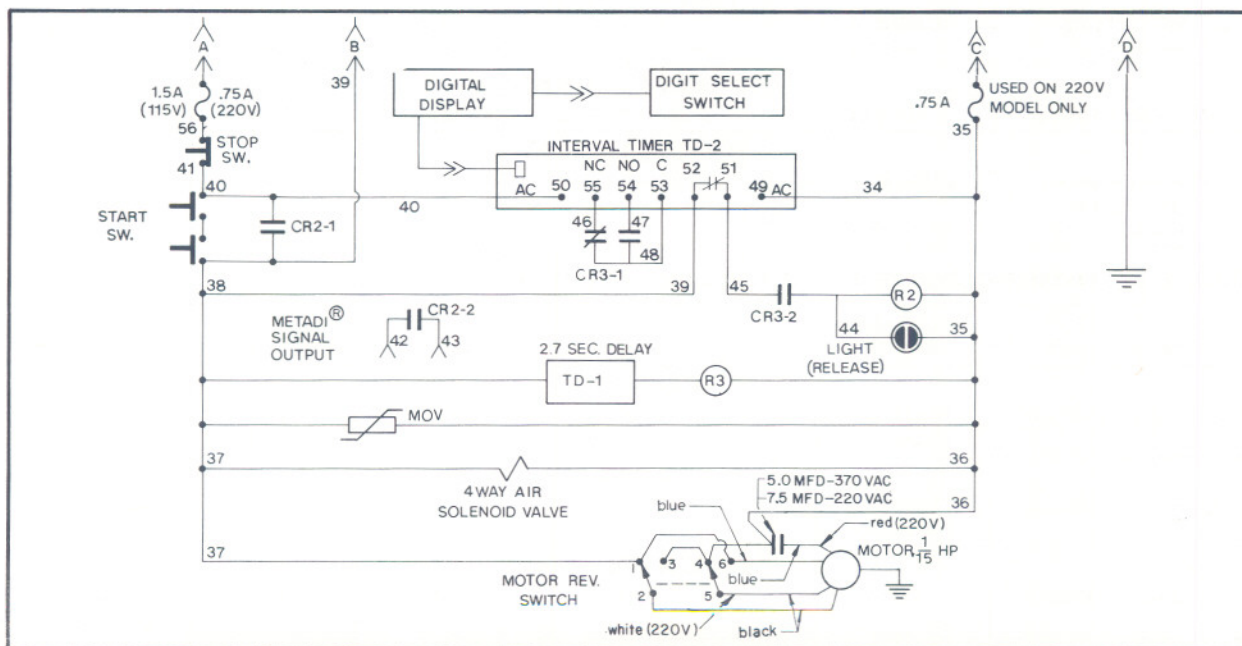 A
B
C
D
1.5A
(115V)
.75A
(220V)
39
DIGITAL
DISPLAY
DIGIT SELECT
SWITCH
.75 A
USED ON 220V
MODEL ONLY
56
STOP
SW.
41
35
INTERVAL TIMER TD-2
NC NO C 52 51
40
AC 50 55 54 53 49 AC
34
40
START
SW.
CR2-1
46
47
48
CR3-1
38
39
45
CR3-2
R2
METADI®
SIGNAL
OUTPUT
CR2-2
42
43
44
35
LIGHT
(RELEASE)
2.7 SEC. DELAY
TD-1
R3
MOV
37
36
4 WAY AIR
SOLENOID VALVE
5.0 MFD-370 VAC
7.5 MFD-220 VAC
36
blue
red (220V)
37
1
3
4
6
MOTOR, 1/15 HP
MOTOR REV.
SWITCH
2
5
blue
white (220V)
black